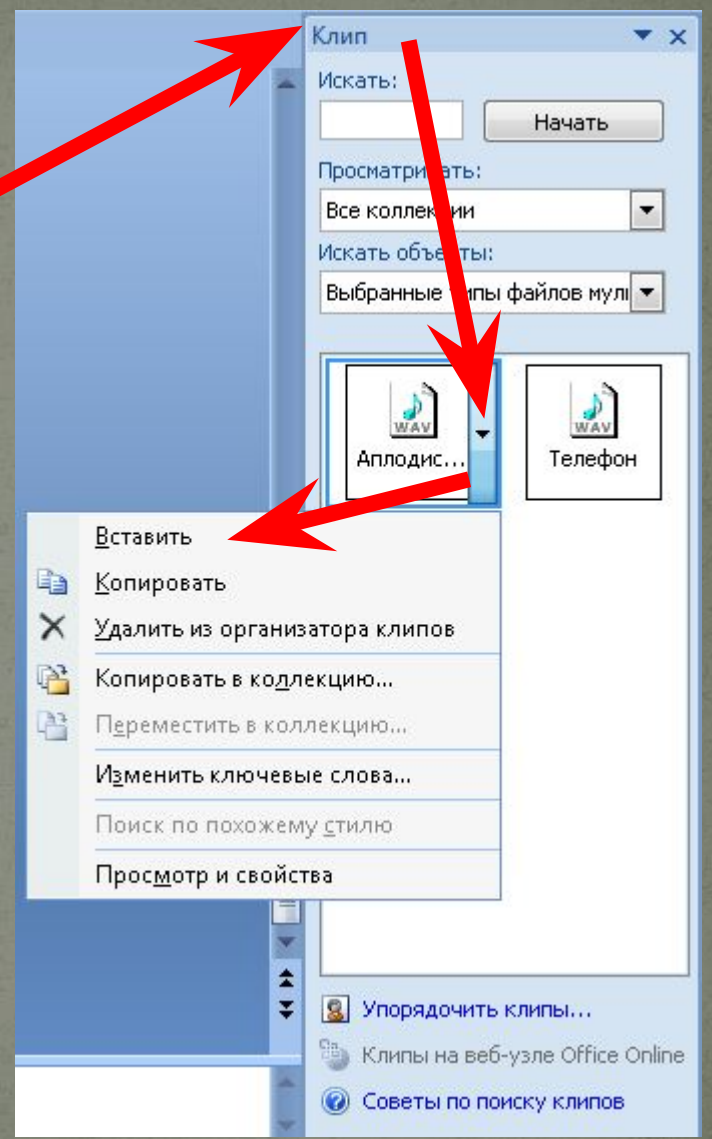 Клип
Искать:
Начать
Просматривать:
Все коллекции
Искать объекты:
Выбранные типы файлов мул
WAV
Аплодис...
WAV
Телефон
Вставить
Копировать
Удалить из организатора клипов
Копировать в коллекцию...
Переместить в коллекцию...
Изменить ключевые слова...
Поиск по похожему стилю
Просмотр и свойства
Упорядочить клипы...
Клипы на веб-узле Office Online
Советы по поиску клипов